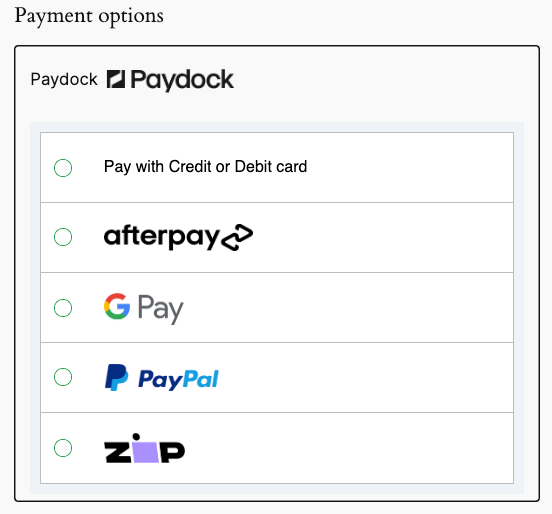 Payment options
Paydock Paydock
Pay with Credit or Debit card
afterpay
G Pay
PayPal
ZIP